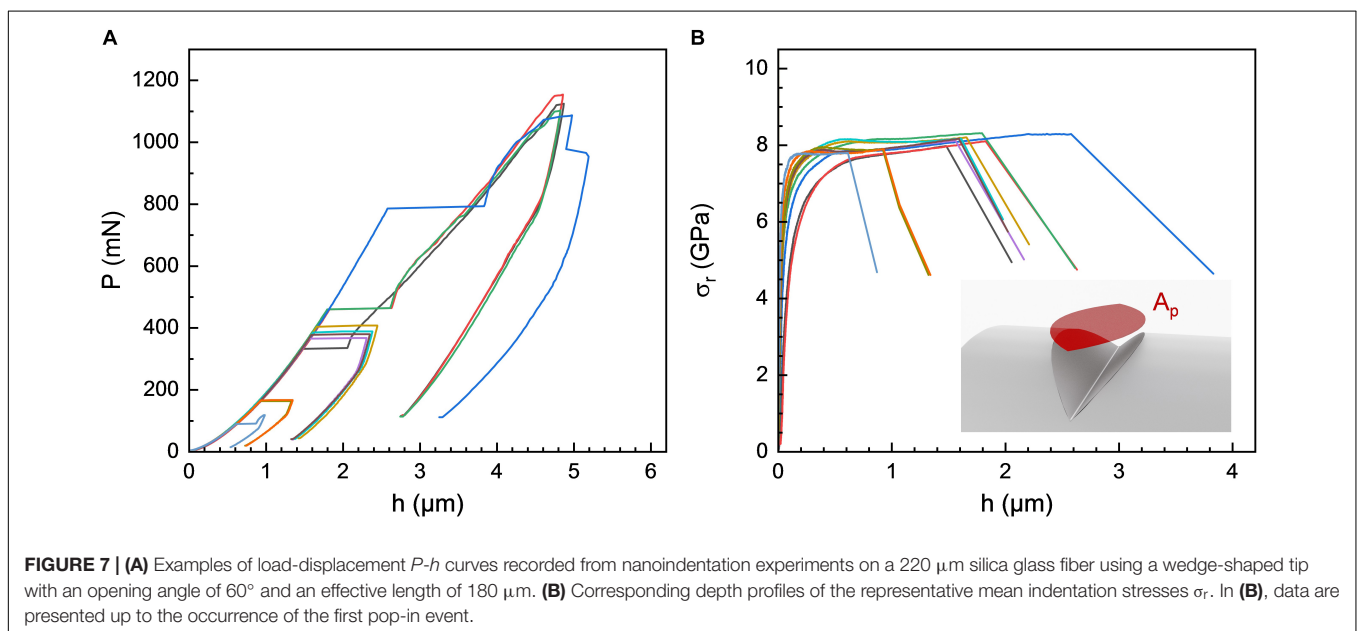 A
B
1200
1000
800
600
400
200
0
P (mN)
0 1 2 3 4 5 6
h (µm)
10
8
6
4
2
0
σr (GPa)
Ap
0 1 2 3 4
h (µm)
FIGURE 7 | (A) Examples of load-displacement P-h curves recorded from nanoindentation experiments on a 220 µm silica glass fiber using a wedge-shaped tip
with an opening angle of 60° and an effective length of 180 µm. (B) Corresponding depth profiles of the representative mean indentation stresses σr. In (B), data are
presented up to the occurrence of the first pop-in event.